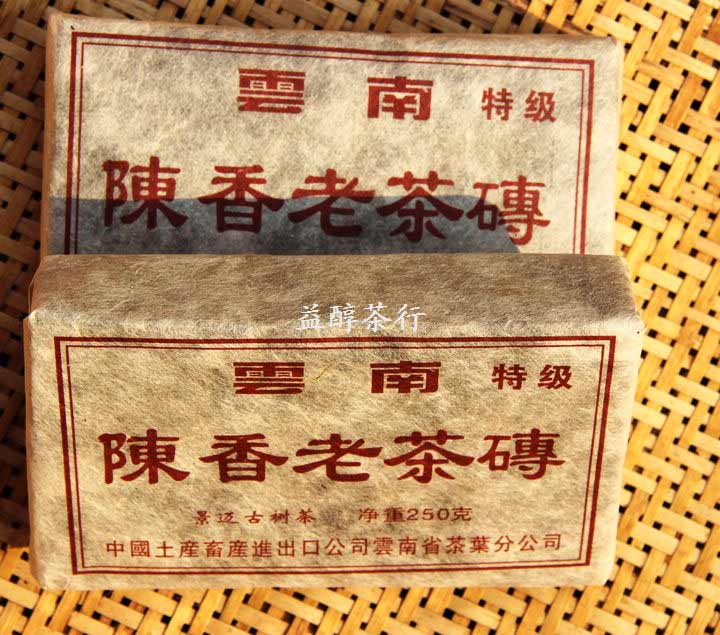 雲南 特级
陳香老茶磚
益醇茶行
雲南 特级
陳香老茶磚
景迈古树茶 净重250克
中國土産畜産進出口公司雲南省茶葉分公司